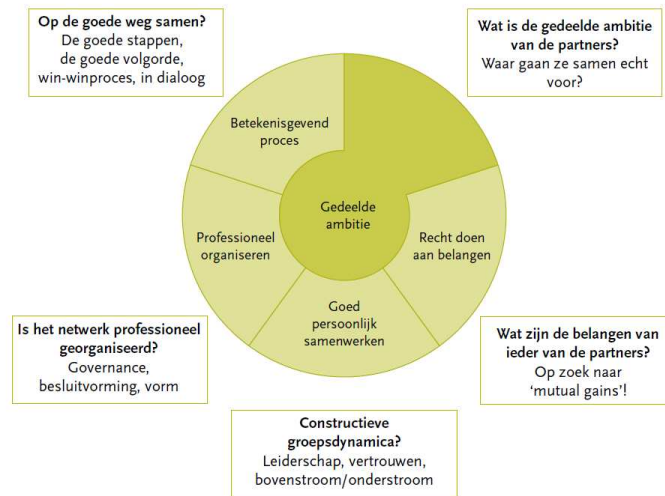 Op de goede weg samen?
De goede stappen,
de goede volgorde,
win-winproces, in dialoog
Wat is de gedeelde ambitie
van de partners?
Waar gaan ze samen echt
voor?
Betekenisgevend
proces
Gedeelde
ambitie
Professioneel
organiseren
Recht doen
aan belangen
Goed
persoonlijk
samenwerken
Is het netwerk professioneel
georganiseerd?
Governance,
besluitvorming, vorm
Wat zijn de belangen van
ieder van de partners?
Op zoek naar
‘mutual gains’!
Constructieve
groepsdynamica?
Leiderschap, vertrouwen,
bovenstroom/onderstroom